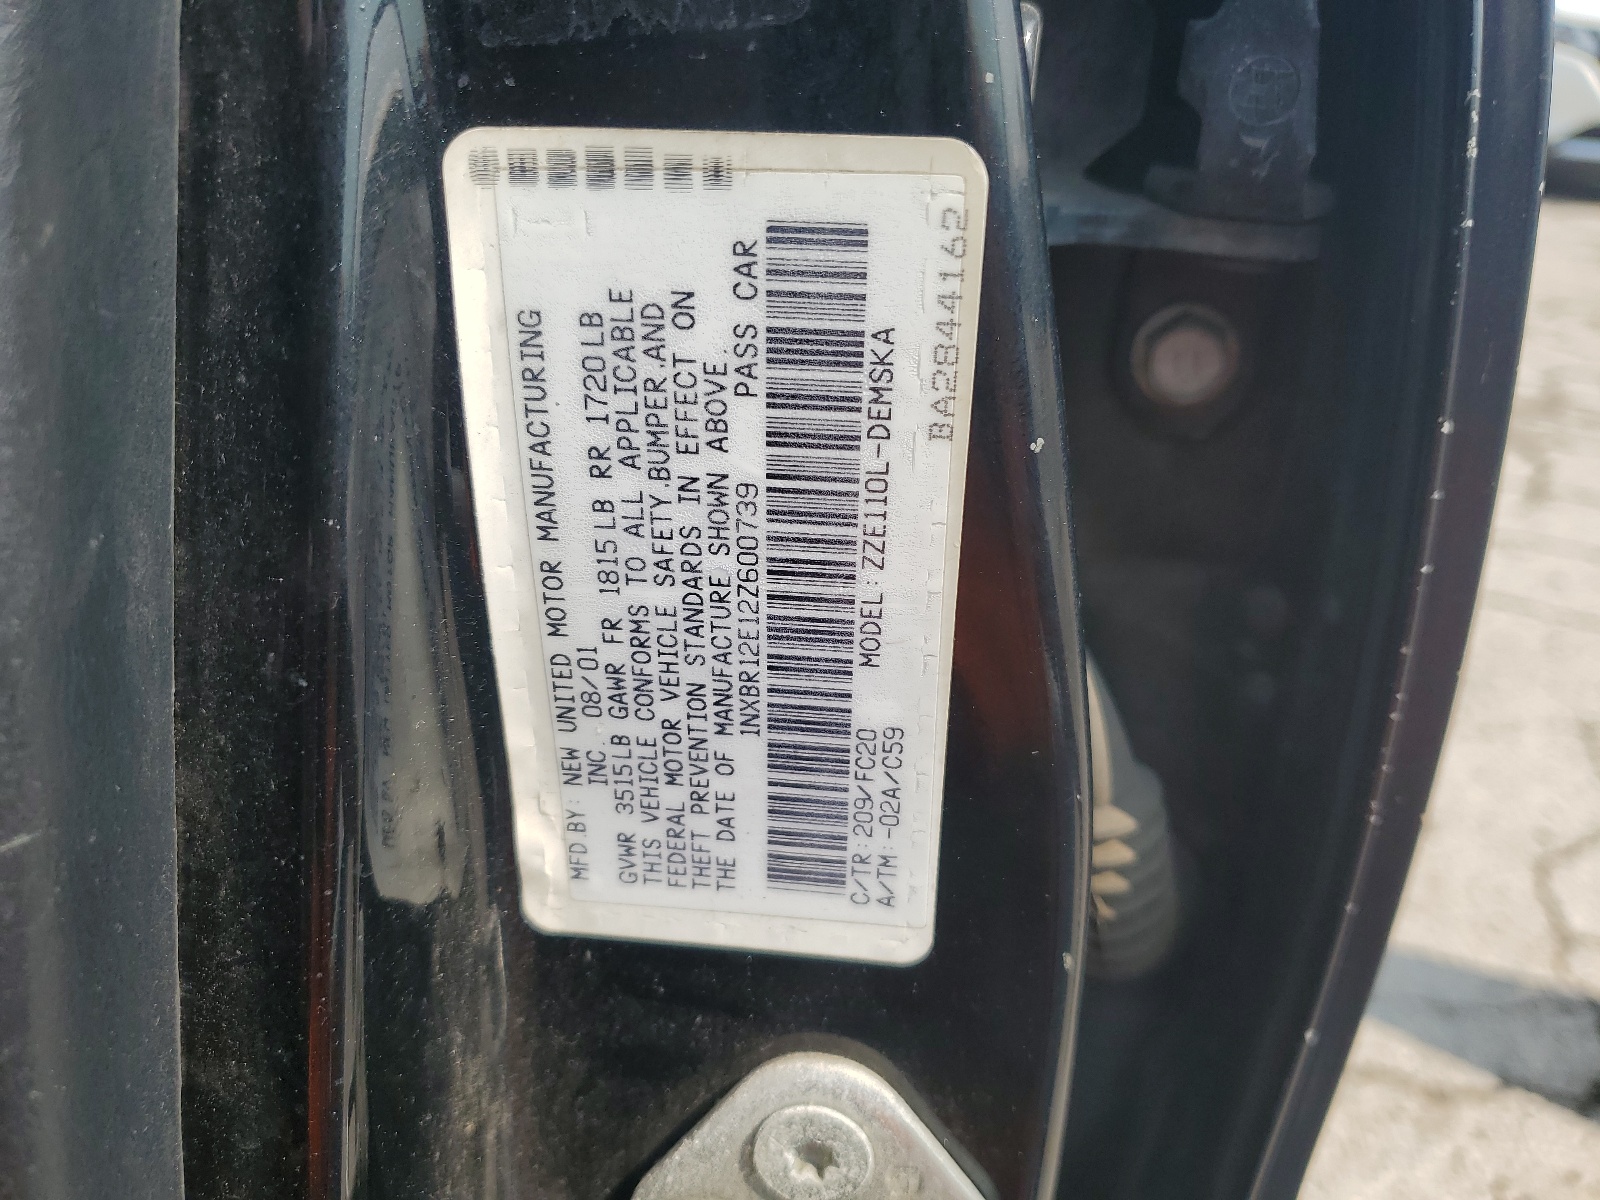 MFD.BY: NEW UNITED MOTOR MANUFACTURING
INC. 08/01
GVWR 3515LB GAWR FR 1815LB RR 1720LB
THIS VEHICLE CONFORMS TO ALL APPLICABLE
FEDERAL MOTOR VEHICLE SAFETY,BUMPER,AND
THEFT PREVENTION STANDARDS IN EFFECT ON
THE DATE OF MANUFACTURE SHOWN ABOVE.
1NXBR12E12Z600739 PASS CAR
C/TR:209/FC20 MODEL:ZZE110L-DEMSKA
A/TM:-02A/C59
BA2844162